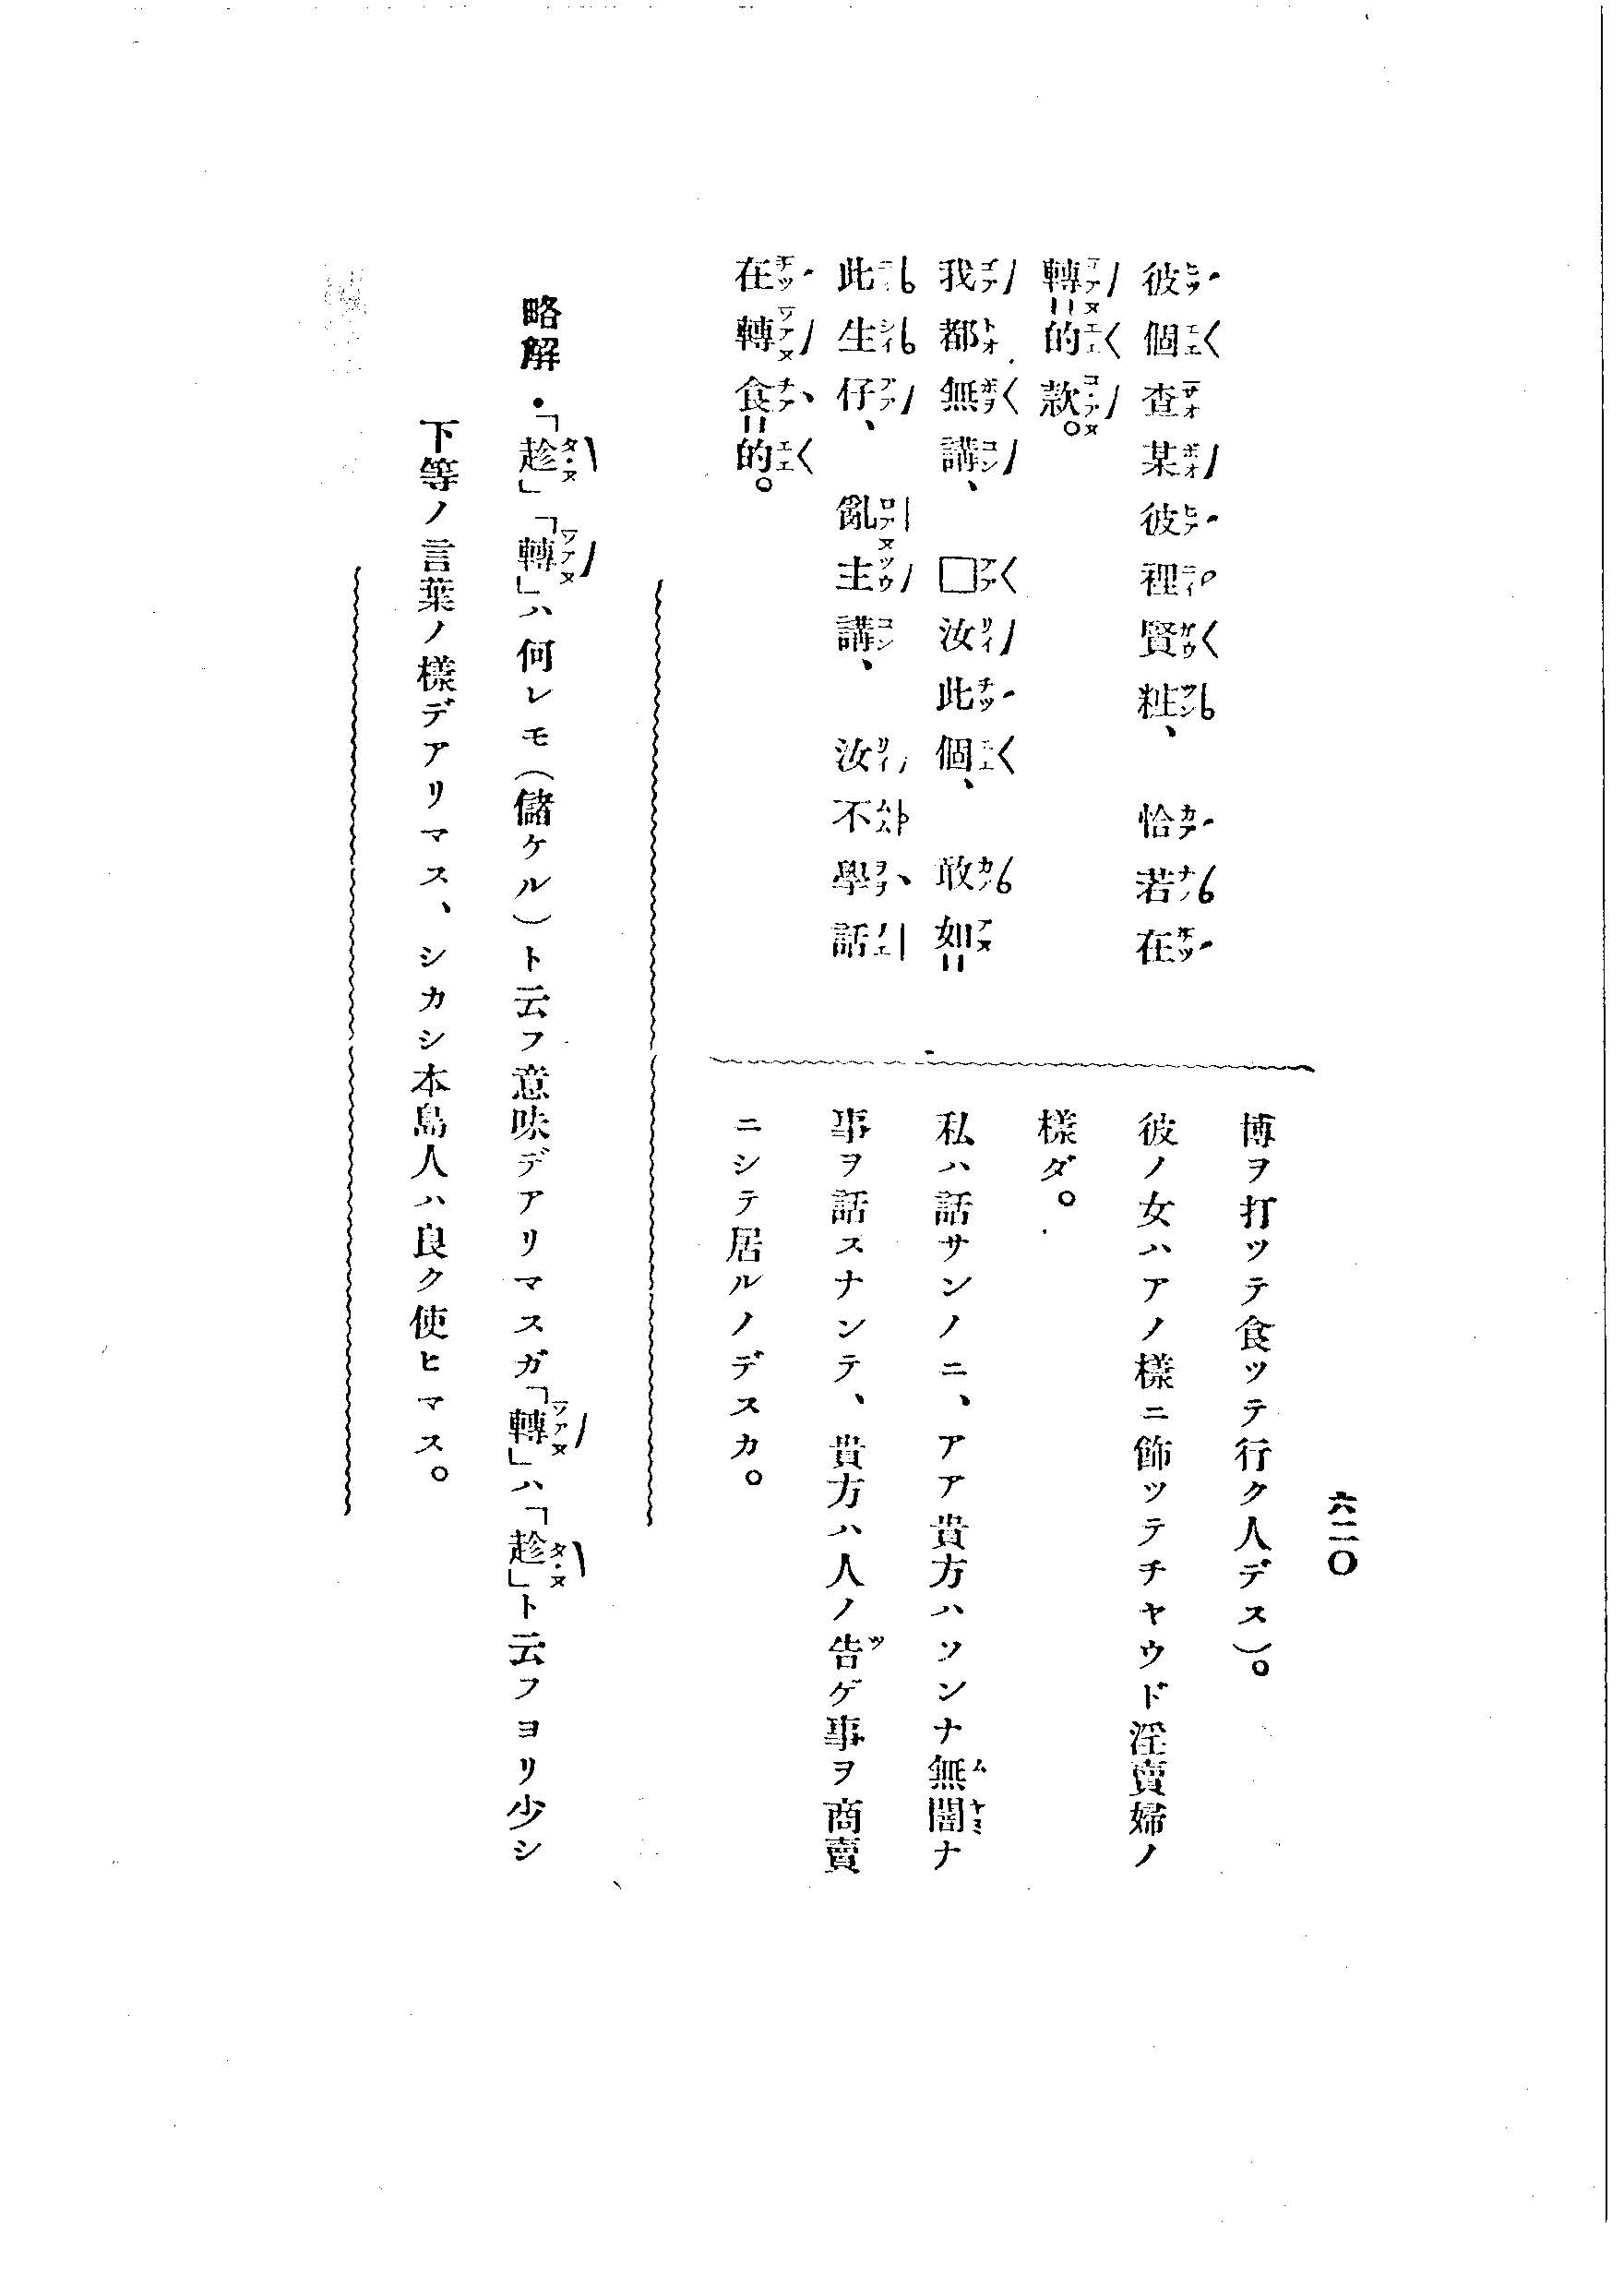 六二〇
彼個查某彼裡賢粧、恰若在
轉=的款。
我都無講、□汝此個、敢如=
此生仔、亂主講、汝不學話
在轉食=的。
博ヲ打ツテ食ツテ行ク人デス)。
彼ノ女ハアノ樣ニ飾ツテチヤウド淫賣婦ノ
樣ダ。
私ハ話サンノニ、アア貴方ハソンナ無闇ナ
事ヲ話スナンテ、貴方ハ人ノ告ゲ事ヲ商賣
ニシテ居ルノデスカ。
略解・「趁」「轉」ハ何レモ(儲ケル)ト云フ意味デアリマスガ「轉」ハ「趁」ト云フヨリ少シ
下等ノ言葉ノ樣デアリマス、シカシ本島人ハ良ク使ヒマス。